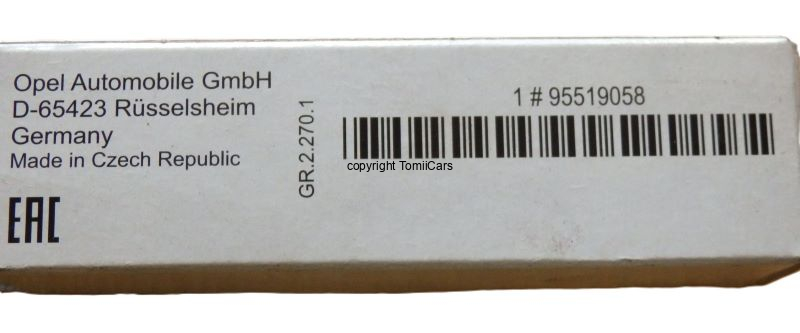 Opel Automobile GmbH
D-65423 Rüsselsheim
Germany
Made in Czech Republic
EAC
GR.2.270.1
1 # 95519058
copyright TomiiCars